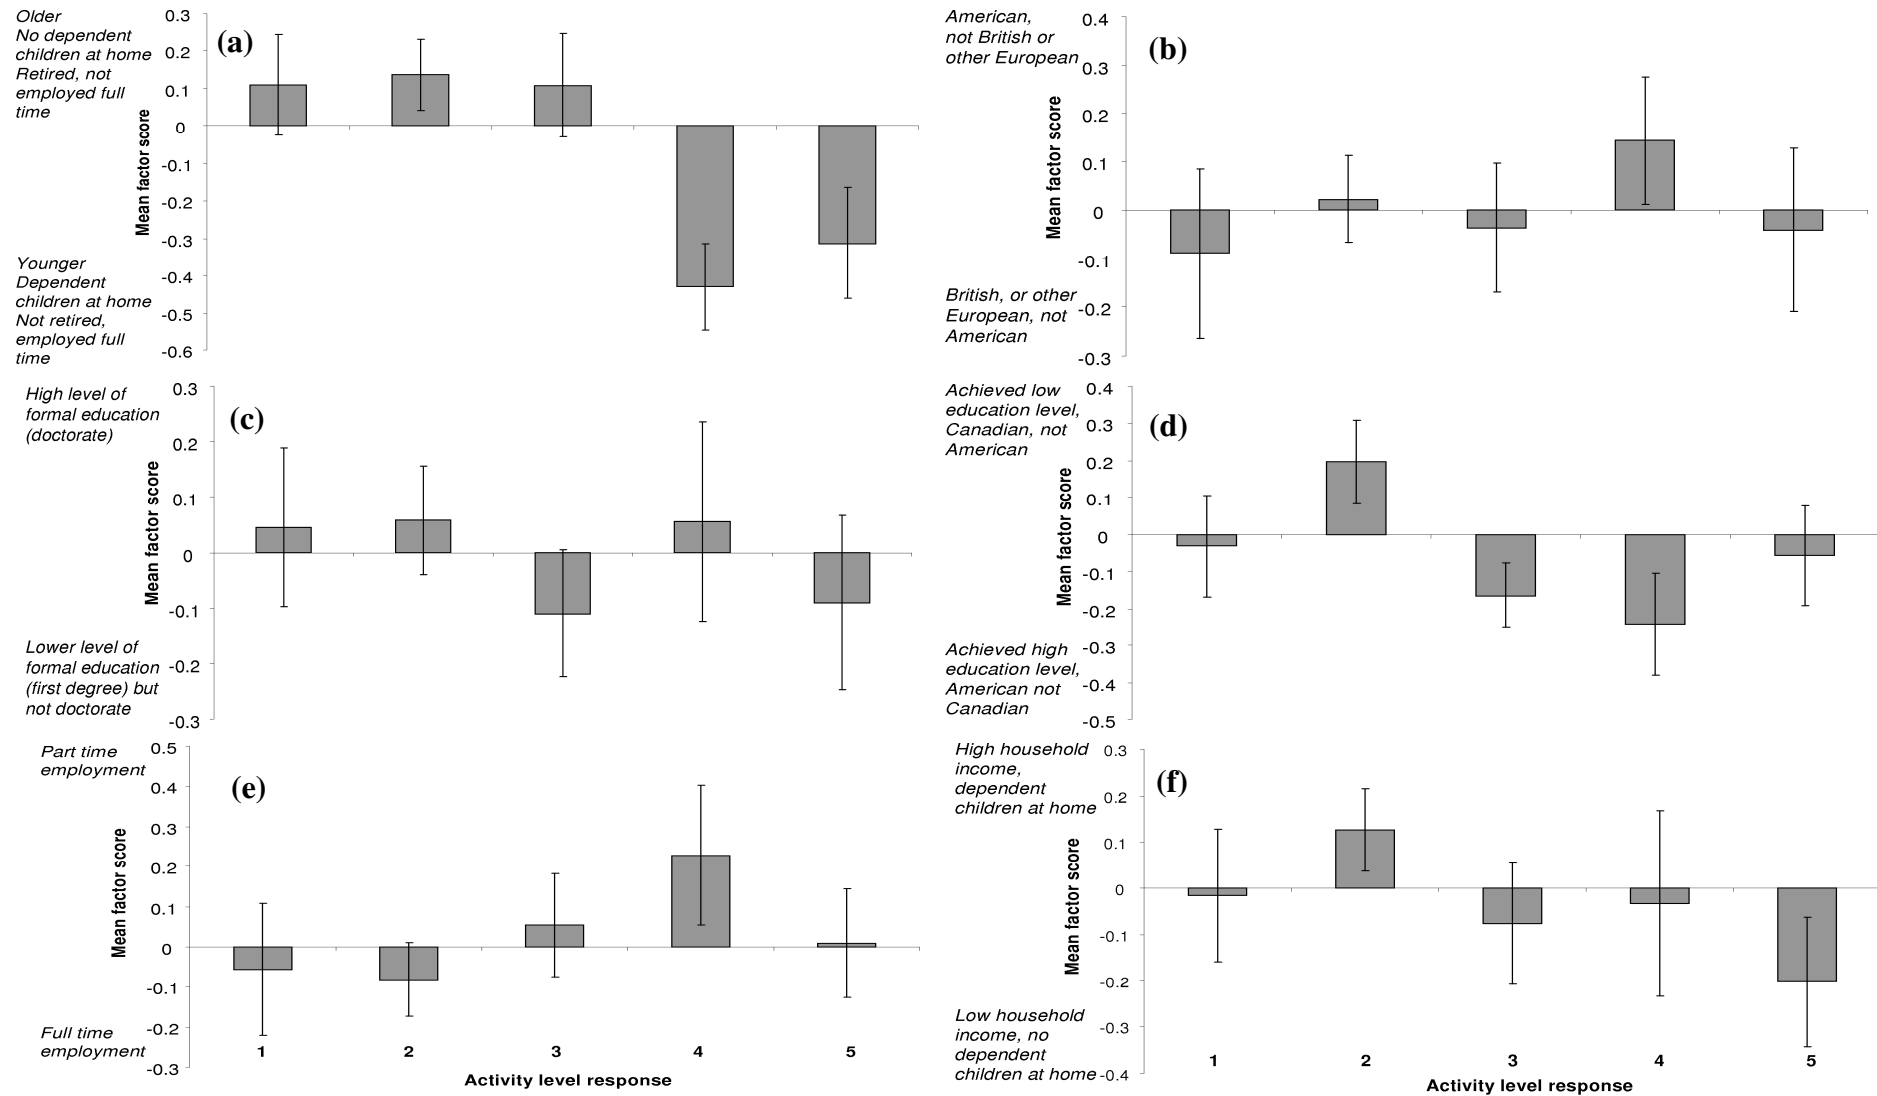 Older
No dependent
children at home
Retired, not
employed full
time
Younger
Dependent
children at home
Not retired,
employed full
time
Mean factor score
0.3
0.2
0.1
0
-0.1
-0.2
-0.3
-0.4
-0.5
-0.6
(a)
American,
not British or
other European
British, or other
European, not
American
Mean factor score
0.4
0.3
0.2
0.1
0
-0.1
-0.2
-0.3
(b)
High level of
formal education
(doctorate)
Lower level of
formal education
(first degree) but
not doctorate
Mean factor score
0.3
0.2
0.1
0
-0.1
-0.2
-0.3
(c)
Achieved low
education level,
Canadian, not
American
Achieved high
education level,
American not
Canadian
Mean factor score
0.4
0.3
0.2
0.1
0
-0.1
-0.2
-0.3
-0.4
-0.5
(d)
Part time
employment
Full time
employment
Mean factor score
0.5
0.4
0.3
0.2
0.1
0
-0.1
-0.2
-0.3
(e)
1 2 3 4 5
Activity level response
High household
income,
dependent
children at home
Low household
income, no
dependent
children at home
Mean factor score
0.3
0.2
0.1
0
-0.1
-0.2
-0.3
-0.4
(f)
1 2 3 4 5
Activity level response